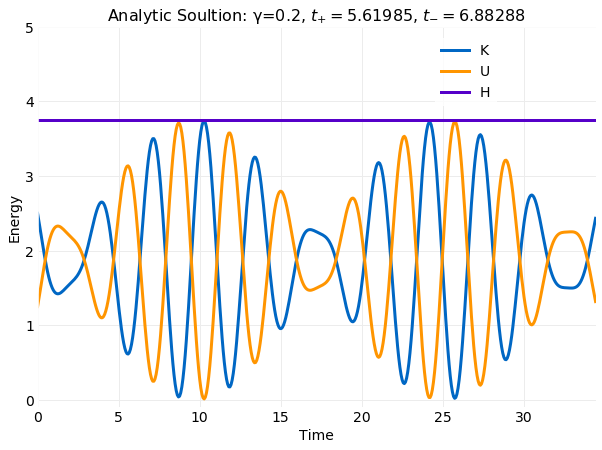 Analytic Soultion: γ=0.2, t₊ = 5.61985, t₋ = 6.88288
K
U
H
Energy
5
4
3
2
1
0
0 5 10 15 20 25 30
Time